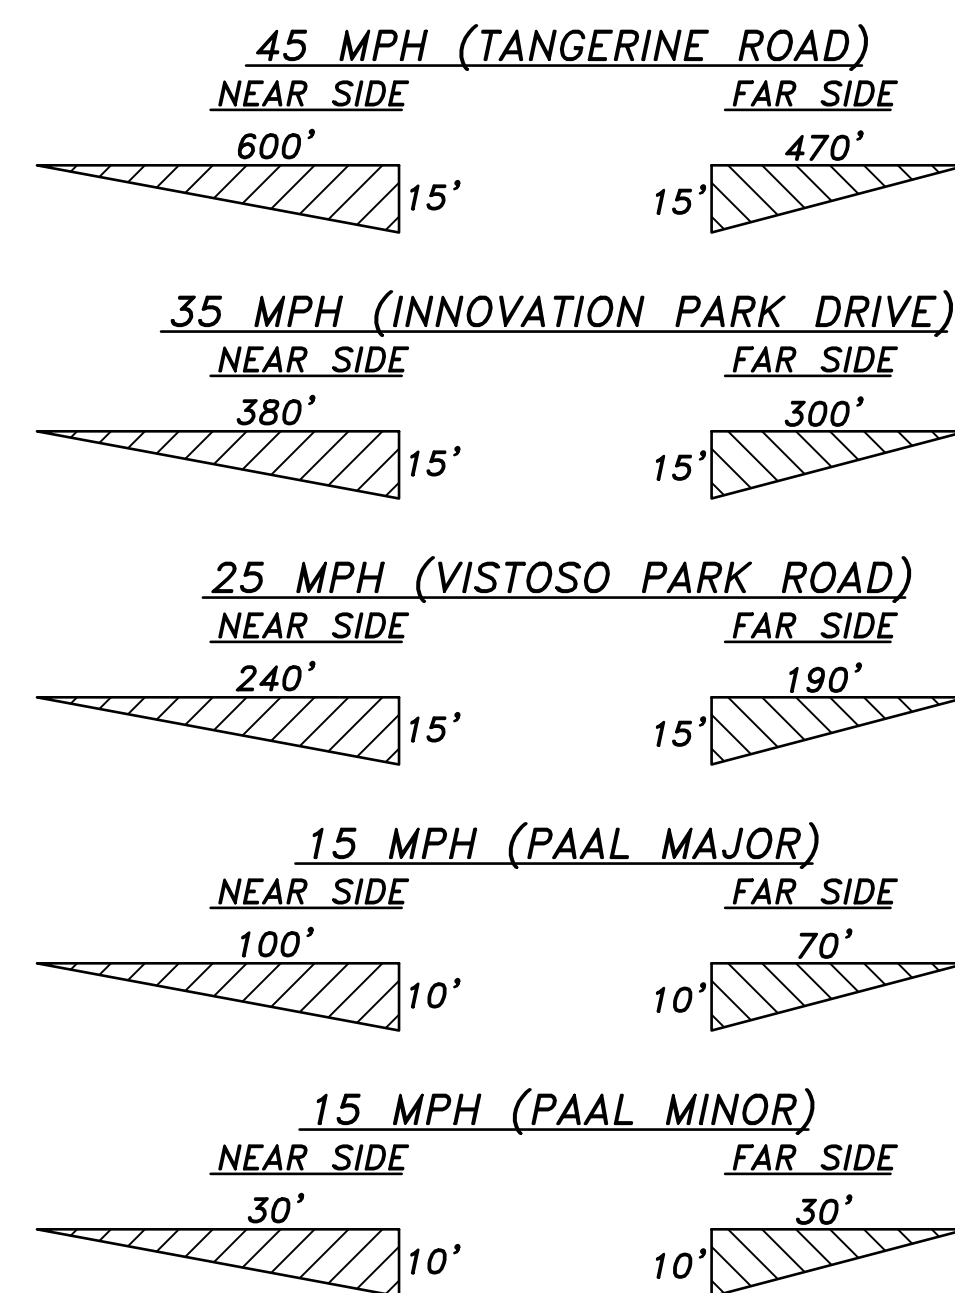 45 MPH (TANGERINE ROAD)
NEAR SIDE FAR SIDE
600' 470'
15' 15'
35 MPH (INNOVATION PARK DRIVE)
NEAR SIDE FAR SIDE
380' 300'
15' 15'
25 MPH (VISTOSO PARK ROAD)
NEAR SIDE FAR SIDE
240' 190'
15' 15'
15 MPH (PAAL MAJOR)
NEAR SIDE FAR SIDE
100' 70'
10' 10'
15 MPH (PAAL MINOR)
NEAR SIDE FAR SIDE
30' 30'
10' 10'